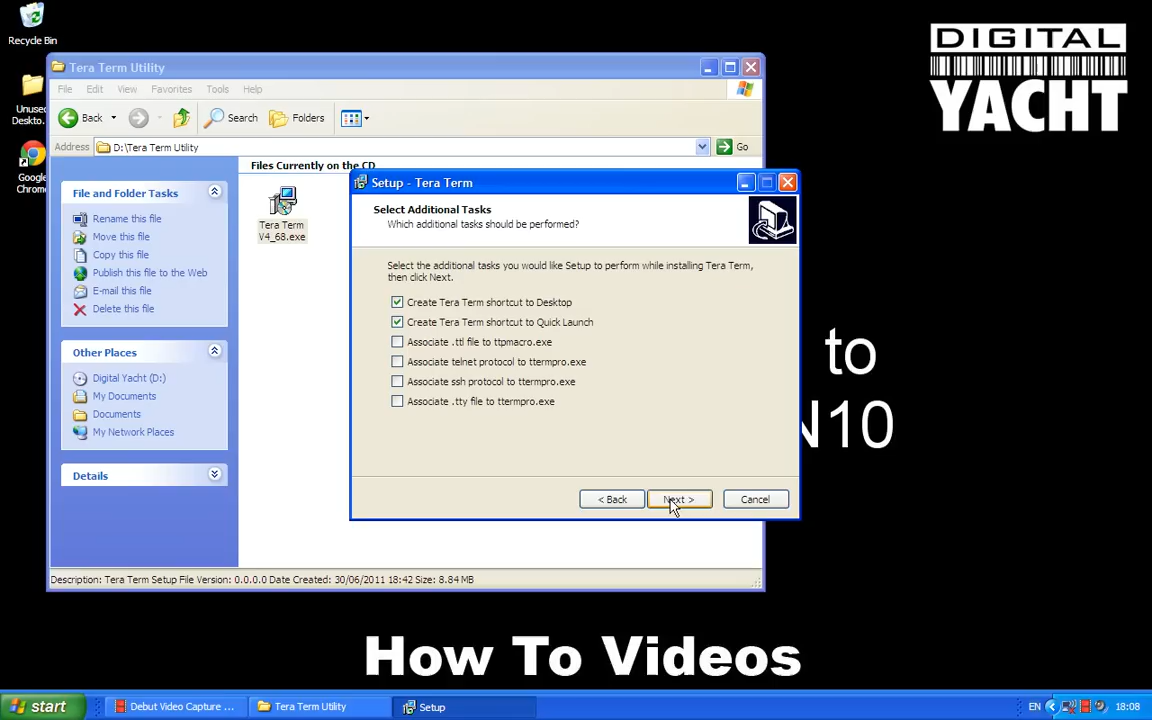 Recycle Bin
DIGITAL
YACHT
Tera Term Utility
File Edit View Favorites Tools Help
Unuse
Deskto...
Back Search Folders
Address D:\Tera Term Utility Go
Google
Chrome
File and Folder Tasks
Rename this file
Move this file
Copy this file
Publish this file to the Web
E-mail this file
Delete this file
Other Places
Digital Yacht (D:)
My Documents
Documents
My Network Places
Details
Files Currently on the CD
Tera Term
V4_68.exe
Setup - Tera Term
Select Additional Tasks
Which additional tasks should be performed?
Select the additional tasks you would like Setup to perform while installing Tera Term,
then click Next.
Create Tera Term shortcut to Desktop
Create Tera Term shortcut to Quick Launch
Associate .ttl file to ttpmacro.exe
Associate telnet protocol to ttermpro.exe
Associate ssh protocol to ttermpro.exe
Associate .tty file to ttermpro.exe
< Back Next > Cancel
to
N10
Description: Tera Term Setup File Version: 0.0.0.0 Date Created: 30/06/2011 18:42 Size: 8.84 MB
How To Videos
start Debut Video Capture ... Tera Term Utility Setup EN 18:08